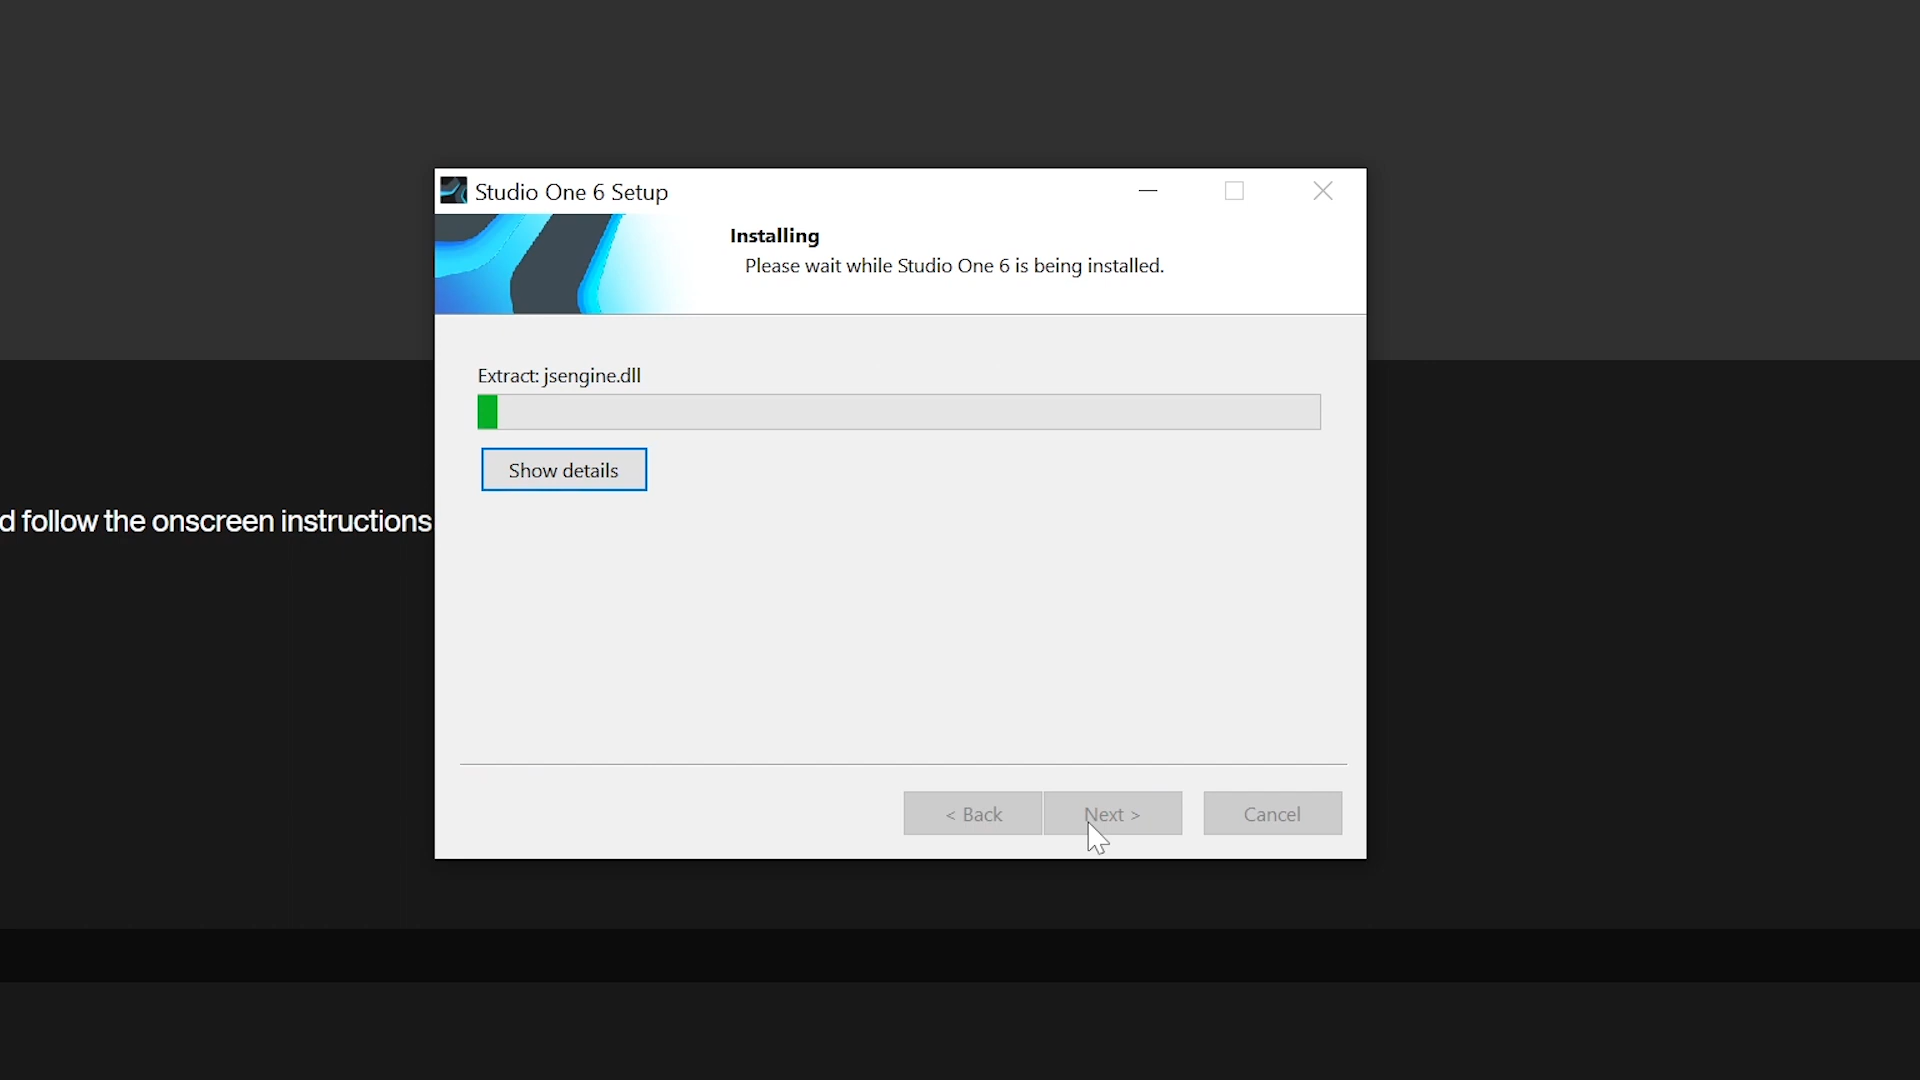 Studio One 6 Setup
Installing
Please wait while Studio One 6 is being installed.
Extract: jsengine.dll
Show details
d follow the onscreen instructions
< Back
Next >
Cancel